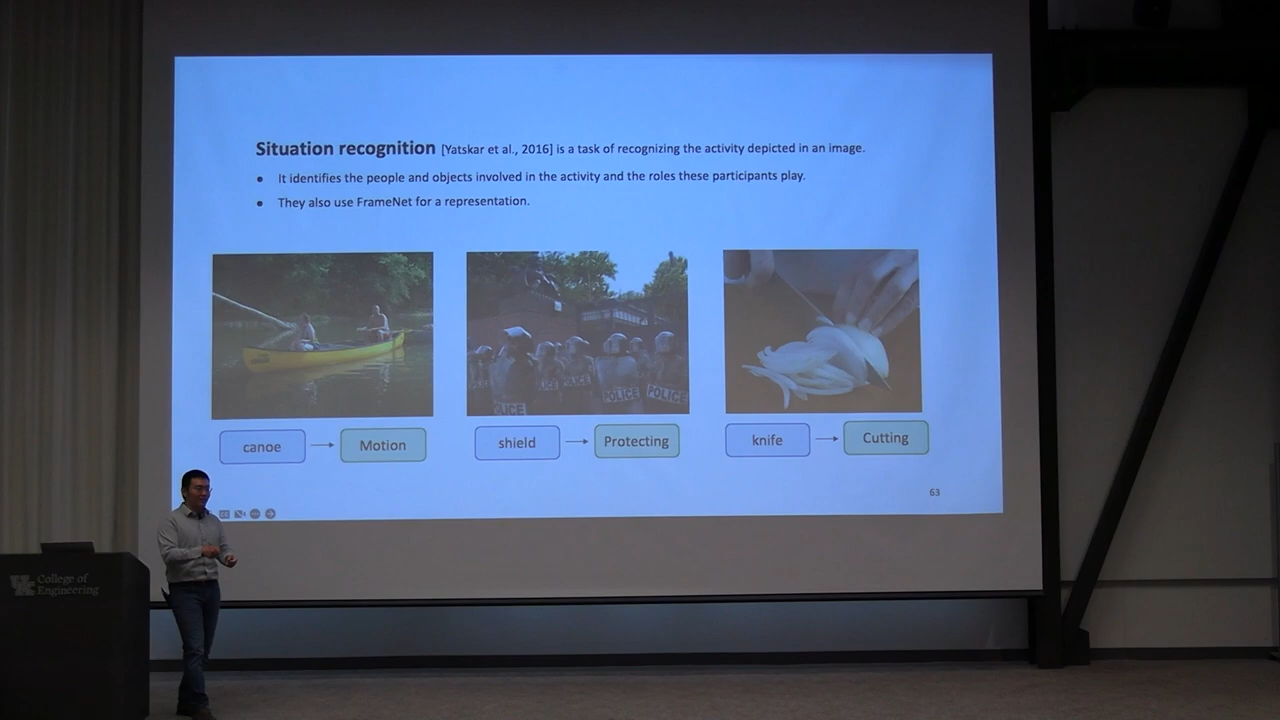 Situation recognition [Yatskar et al., 2016] is a task of recognizing the activity depicted in an image.
• It identifies the people and objects involved in the activity and the roles these participants play.
• They also use FrameNet for a representation.
POLICE
POLICE
POLICE
canoe → Motion
shield → Protecting
knife → Cutting
63
UK College of
Engineering